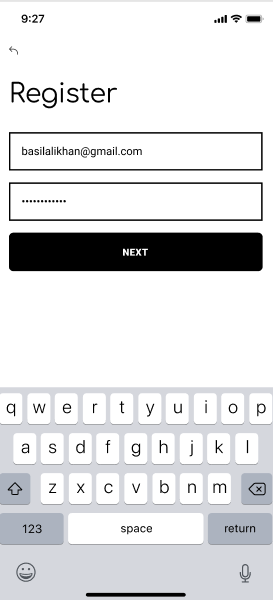 9:27
Register
basilalikhan@gmail.com
••••••••••••
NEXT
q w e r t y u i o p
a s d f g h j k l
z x c v b n m
123 space return